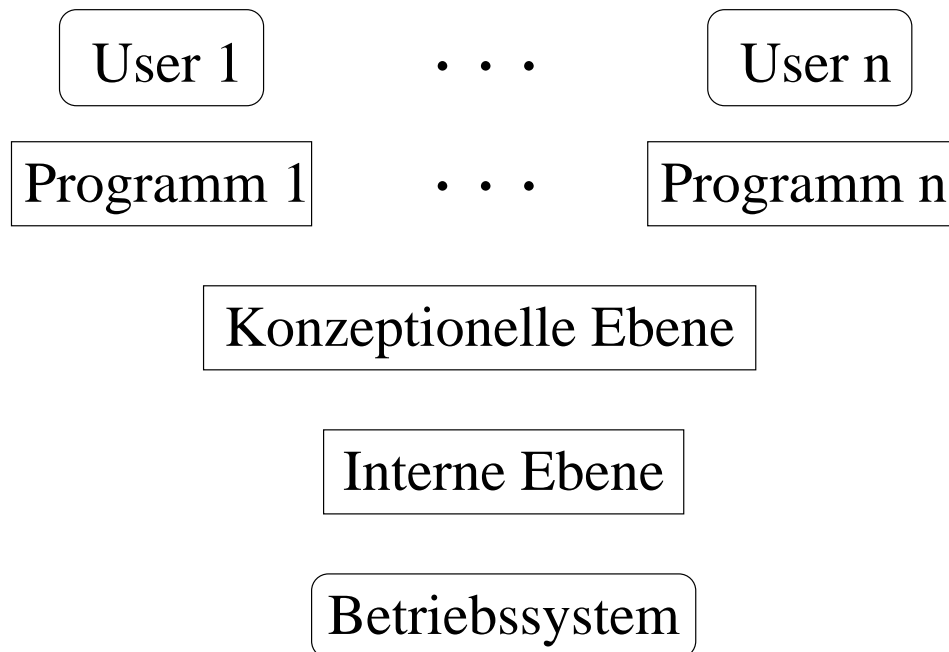 User 1 . . . User n
Programm 1 . . . Programm n
Konzeptionelle Ebene
Interne Ebene
Betriebssystem